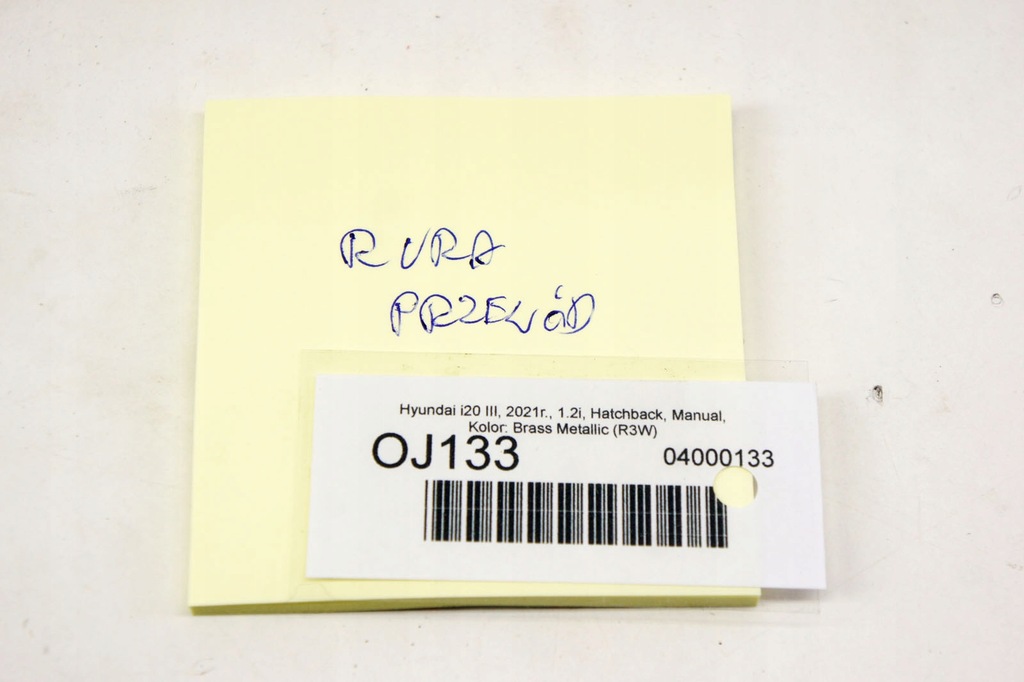 RURA
PRZEWÓD
Hyundai i20 III, 2021r., 1.2i, Hatchback, Manual,
Kolor: Brass Metallic (R3W)
OJ133 04000133